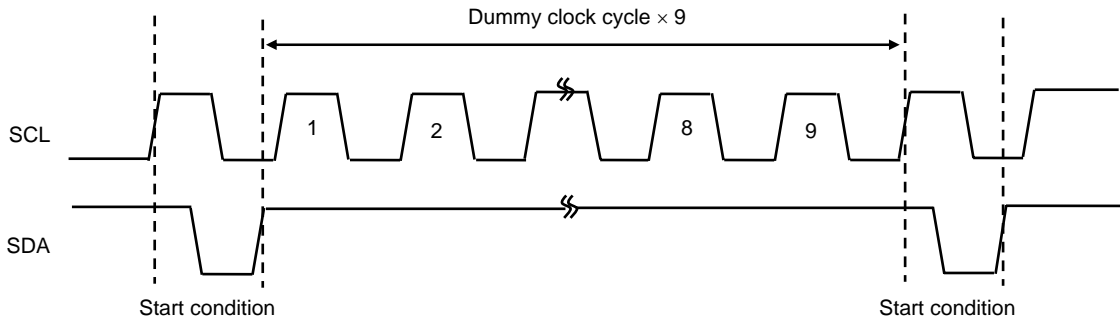 Dummy clock cycle × 9
SCL
1
2
8
9
SDA
Start condition
Start condition